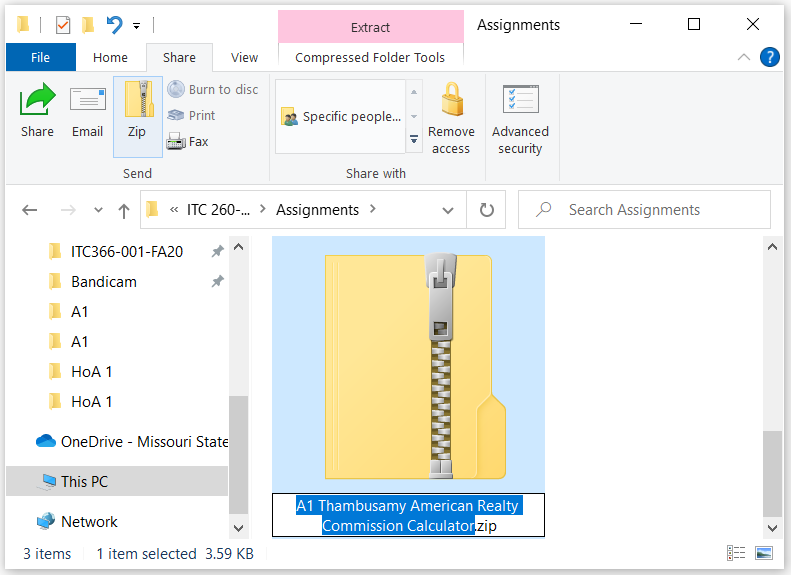 Extract
Assignments
File
Home
Share
View
Compressed Folder Tools
?
Share
Email
Zip
Burn to disc
Print
Fax
Send
Specific people...
Share with
Remove
access
Advanced
security
« ITC 260-... > Assignments >
Search Assignments
ITC366-001-FA20
Bandicam
A1
A1
HoA 1
HoA 1
OneDrive - Missouri State
This PC
Network
A1 Thambusamy American Realty
Commission Calculator.zip
3 items
1 item selected 3.59 KB